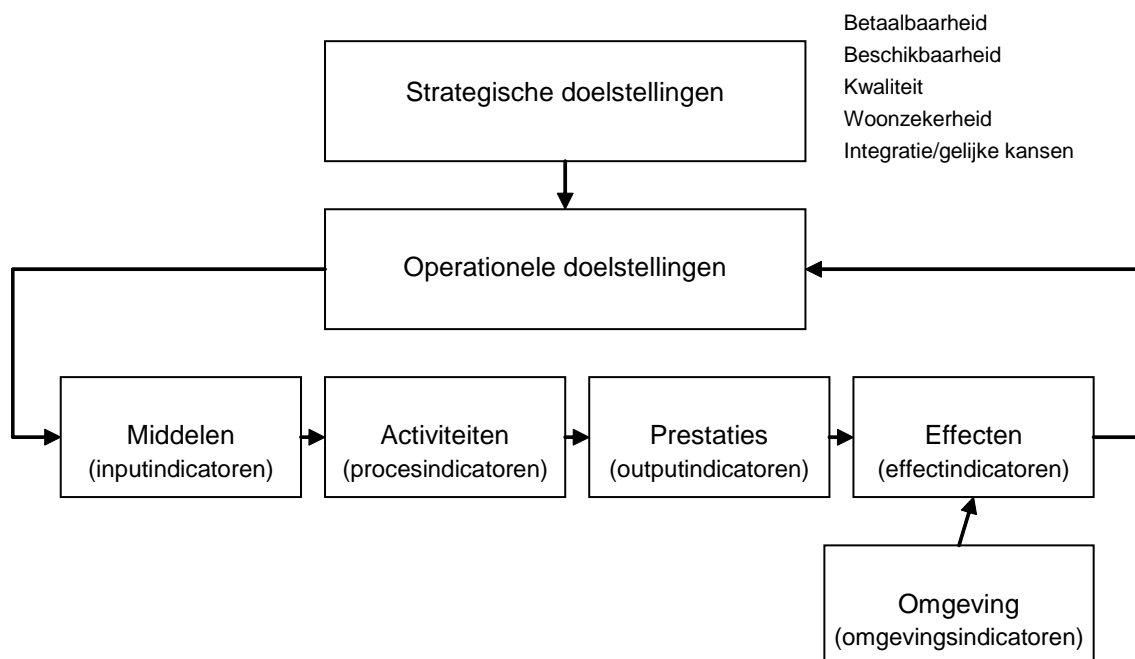 Betaalbaarheid
Beschikbaarheid
Kwaliteit
Woonzekerheid
Integratie/gelijke kansen
Strategische doelstellingen
Operationele doelstellingen
Middelen
(inputindicatoren)
Activiteiten
(procesindicatoren)
Prestaties
(outputindicatoren)
Effecten
(effectindicatoren)
Omgeving
(omgevingsindicatoren)